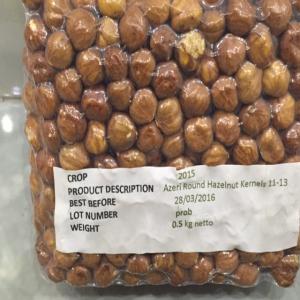 CROP 2015
PRODUCT DESCRIPTION Azeri Round Hazelnut Kernels 11-13
BEST BEFORE 28/03/2016
LOT NUMBER prob
WEIGHT 0.5 kg netto